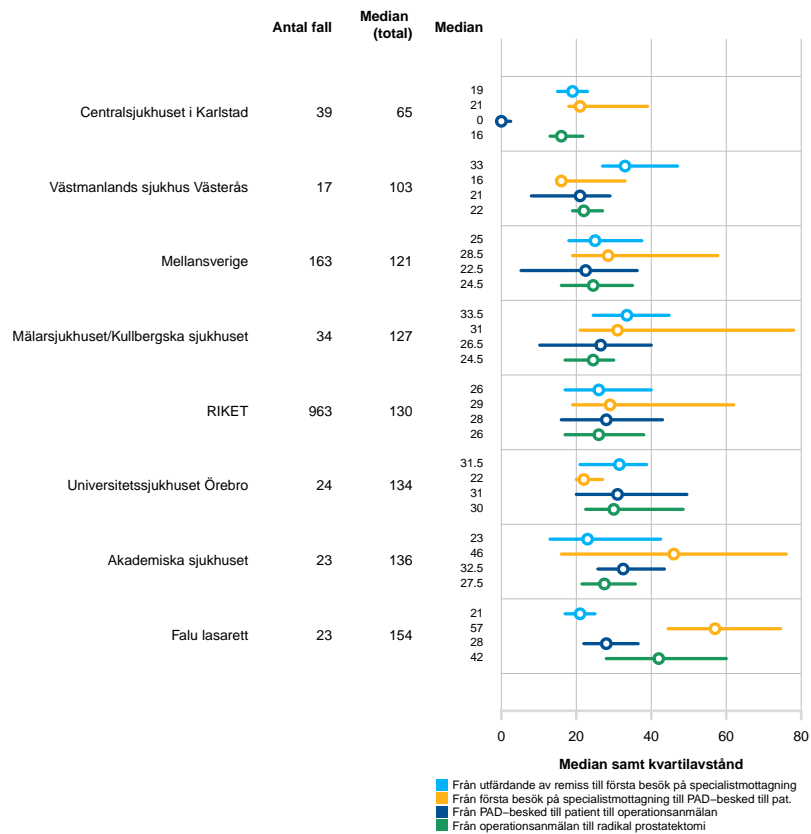 Antal fall Median (total) Median
19
21
Centralsjukhuset i Karlstad 39 65
0
16
33
16
Västmanlands sjukhus Västerås 17 103
21
22
25
28.5
Mellansverige 163 121
22.5
24.5
33.5
31
Mälarsjukhuset/Kullbergska sjukhuset 34 127
26.5
24.5
26
29
RIKET 963 130
28
26
31.5
22
Universitetssjukhuset Örebro 24 134
31
30
23
46
Akademiska sjukhuset 23 136
32.5
27.5
21
57
Falu lasarett 23 154
28
42
0 20 40 60 80
Median samt kvartilavstånd
Från utfärdande av remiss till första besök på specialistmottagning
Från första besök på specialistmottagning till PAD−besked till pat.
Från PAD−besked till patient till operationsanmälan
Från operationsanmälan till radikal prostatektomi